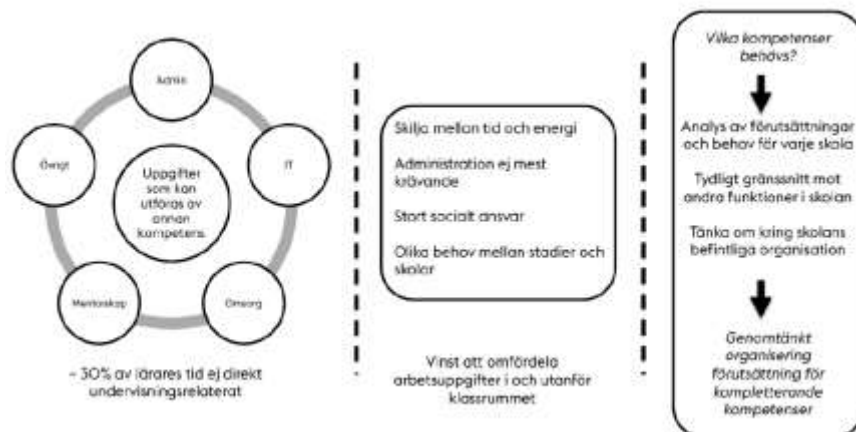 Admin
Övrigt
IT
Uppgifter
som kan
utföras av
annan
kompetens.
Mentorskap
Omsorg
~ 30% av lärares tid ej direkt
undervisningsrelaterat
Skilja mellan tid och energi
Administration ej mest
krävande
Stort socialt ansvar
Olika behov mellan stadier och
skolor
Vinst att omfördela
arbetsuppgifter i och utanför
klassrummet
Vilka kompetenser
behövs?
Analys av förutsättningar
och behov för varje skola
Tydligt gränssnitt mot
andra funktioner i skolan
Tänka om kring skolans
befintliga organisation
Genomtänkt
organisering
förutsättning för
kompletterande
kompetenser